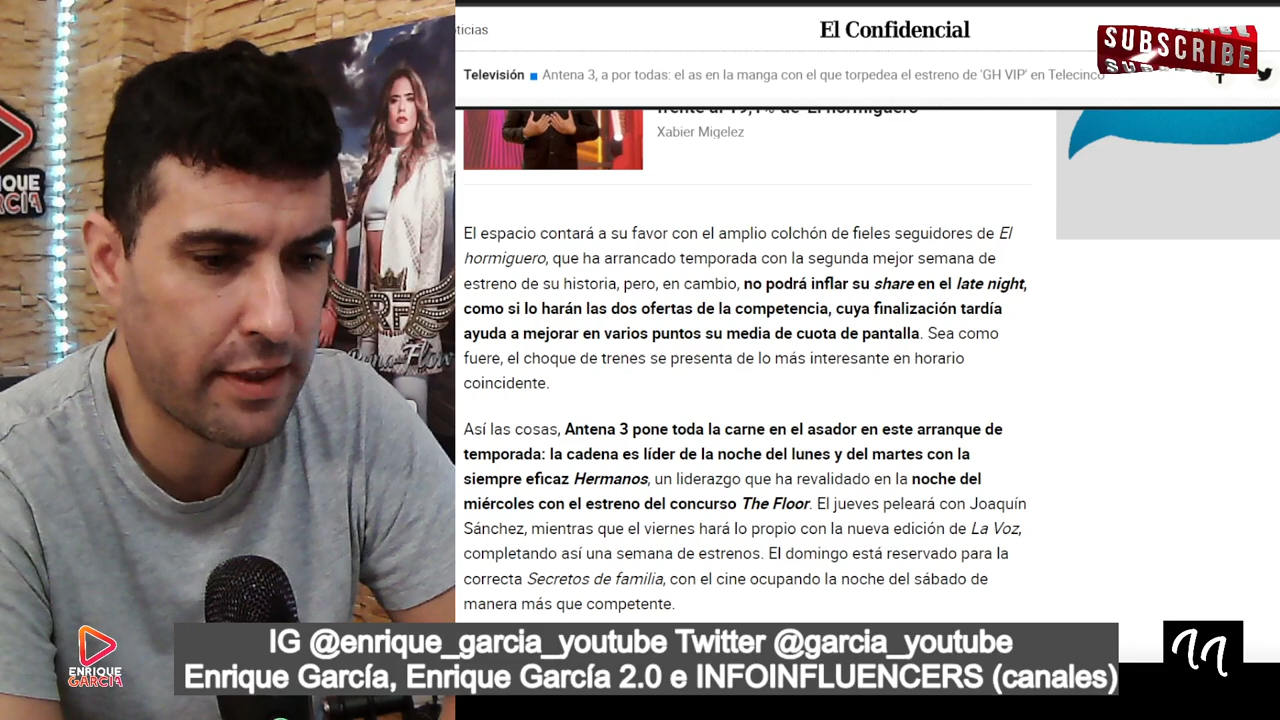 oticias
El Confidencial
SUBSCRIBE
Televisión ■ Antena 3, a por todas: el as en la manga con el que torpedea el estreno de 'GH VIP' en Telecinco
frente al 19,1% de 'El hormiguero'
Xabier Migelez
El espacio contará a su favor con el amplio colchón de fieles seguidores de El
hormiguero, que ha arrancado temporada con la segunda mejor semana de
estreno de su historia, pero, en cambio, no podrá inflar su share en el late night,
como si lo harán las dos ofertas de la competencia, cuya finalización tardía
ayuda a mejorar en varios puntos su media de cuota de pantalla. Sea como
fuere, el choque de trenes se presenta de lo más interesante en horario
coincidente.
Así las cosas, Antena 3 pone toda la carne en el asador en este arranque de
temporada: la cadena es líder de la noche del lunes y del martes con la
siempre eficaz Hermanos, un liderazgo que ha revalidado en la noche del
miércoles con el estreno del concurso The Floor. El jueves peleará con Joaquín
Sánchez, mientras que el viernes hará lo propio con la nueva edición de La Voz,
completando así una semana de estrenos. El domingo está reservado para la
correcta Secretos de familia, con el cine ocupando la noche del sábado de
manera más que competente.
IG @enrique_garcia_youtube Twitter @garcia_youtube
Enrique García, Enrique García 2.0 e INFOINFLUENCERS (canales)
ENRIQUE
GARCÍA